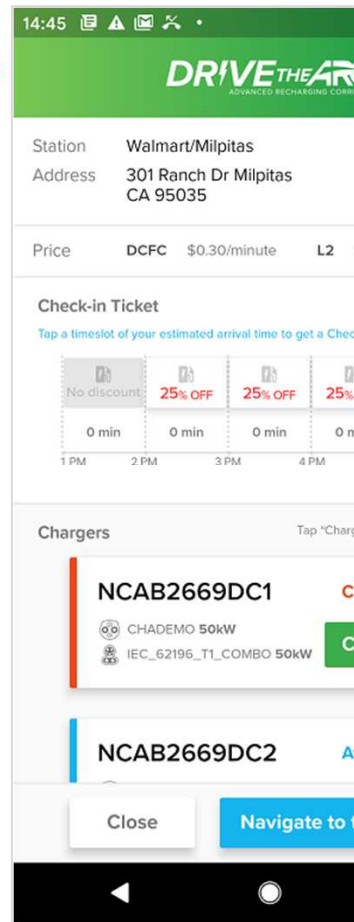 14:45
DRIVE THE AR
ADVANCED RECHARGING CORRI
Station Walmart/Milpitas
Address 301 Ranch Dr Milpitas
CA 95035
Price DCFC $0.30/minute L2
Check-in Ticket
Tap a timeslot of your estimated arrival time to get a Chec
No discount 25% OFF 25% OFF 25%
0 min 0 min 0 min 0 m
1 PM 2 PM 3 PM 4 PM
Chargers Tap "Charg
NCAB2669DC1 C
CHADEMO 50kW
IEC_62196_T1_COMBO 50kW C
NCAB2669DC2 A
Close Navigate to t